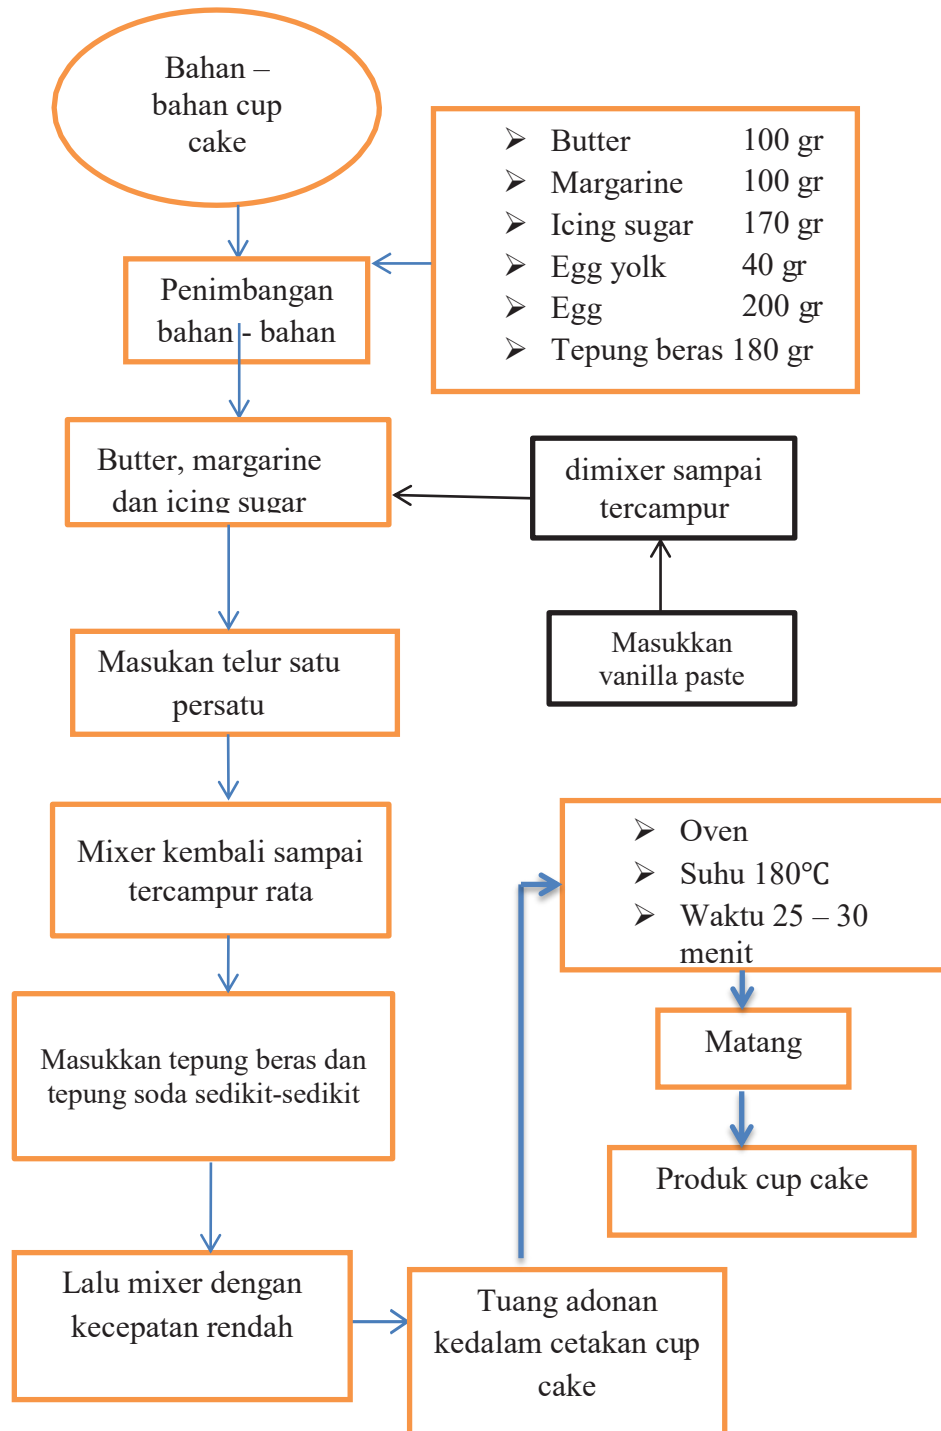 Bahan –
bahan cup
cake
➢ Butter 100 gr
➢ Margarine 100 gr
➢ Icing sugar 170 gr
➢ Egg yolk 40 gr
➢ Egg 200 gr
➢ Tepung beras 180 gr
Penimbangan
bahan - bahan
Butter, margarine
dan icing sugar
dimixer sampai
tercampur
Masukkan
vanilla paste
Masukan telur satu
persatu
Mixer kembali sampai
tercampur rata
Masukkan tepung beras dan
tepung soda sedikit-sedikit
Lalu mixer dengan
kecepatan rendah
Tuang adonan
kedalam cetakan cup
cake
➢ Oven
➢ Suhu 180℃
➢ Waktu 25 – 30
menit
Matang
Produk cup cake